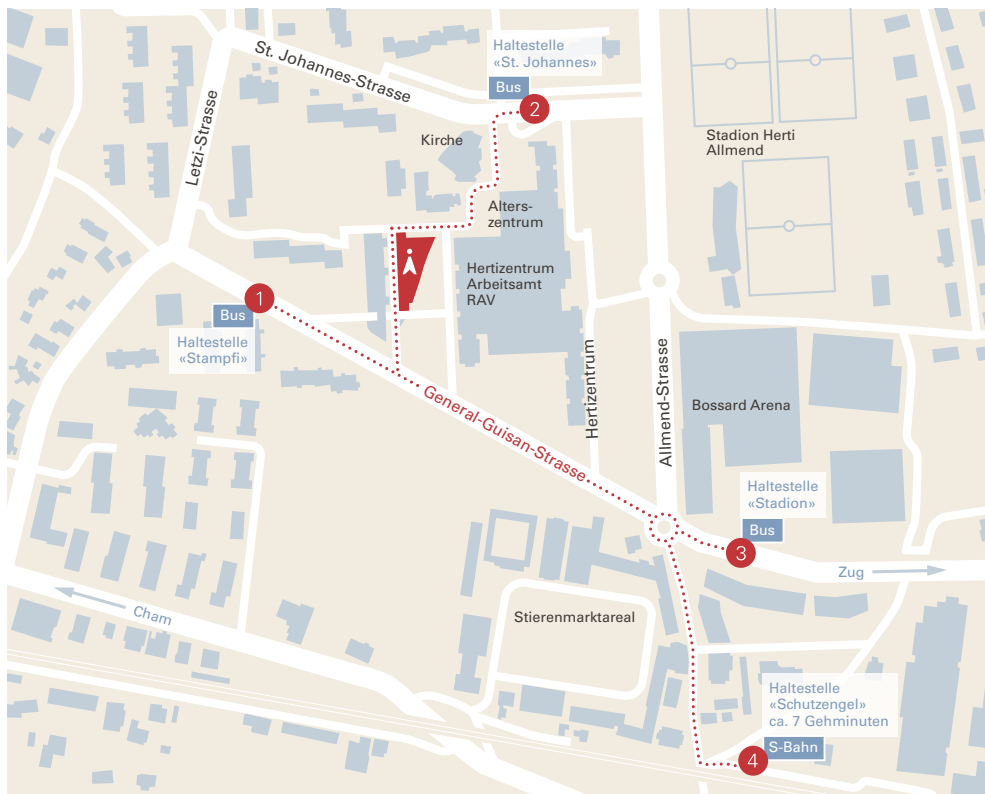 Haltestelle
«St. Johannes»
Bus
2
St. Johannes-Strasse
Letzi-Strasse
Kirche
Stadion Herti
Allmend
Alters-
zentrum
Hertizentrum
Arbeitsamt
RAV
1
Bus
Haltestelle
«Stampfi»
General-Guisan-Strasse
Hertizentrum
Allmend-Strasse
Bossard Arena
Haltestelle
«Stadion»
Bus
3
Zug
Cham
Stierenmarktareal
Haltestelle
«Schutzengel»
ca. 7 Gehminuten
S-Bahn
4